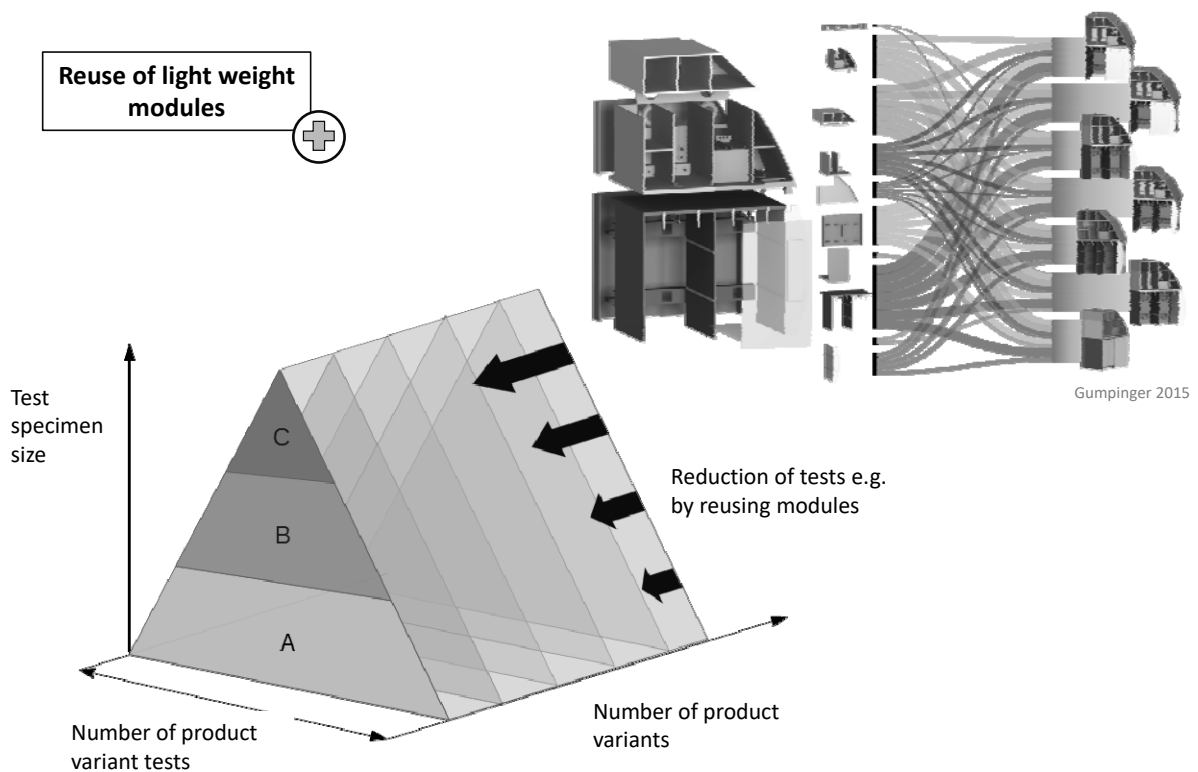 Reuse of light weight
modules
Gumpinger 2015
Test
specimen
size
C
B
A
Reduction of tests e.g.
by reusing modules
Number of product
variant tests
Number of product
variants